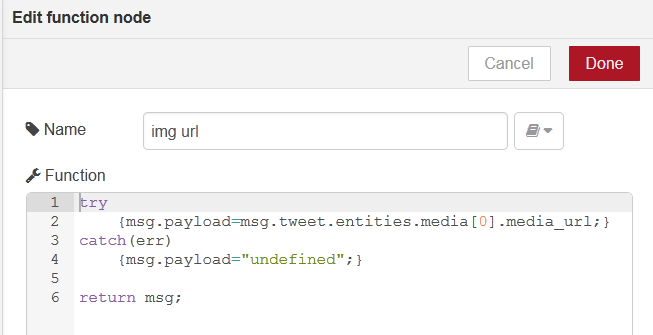 Edit function node
Cancel
Done
Name
img url
Function
1 try
2 {msg.payload=msg.tweet.entities.media[0].media_url;}
3 catch(err)
4 {msg.payload="undefined";}
5
6 return msg;